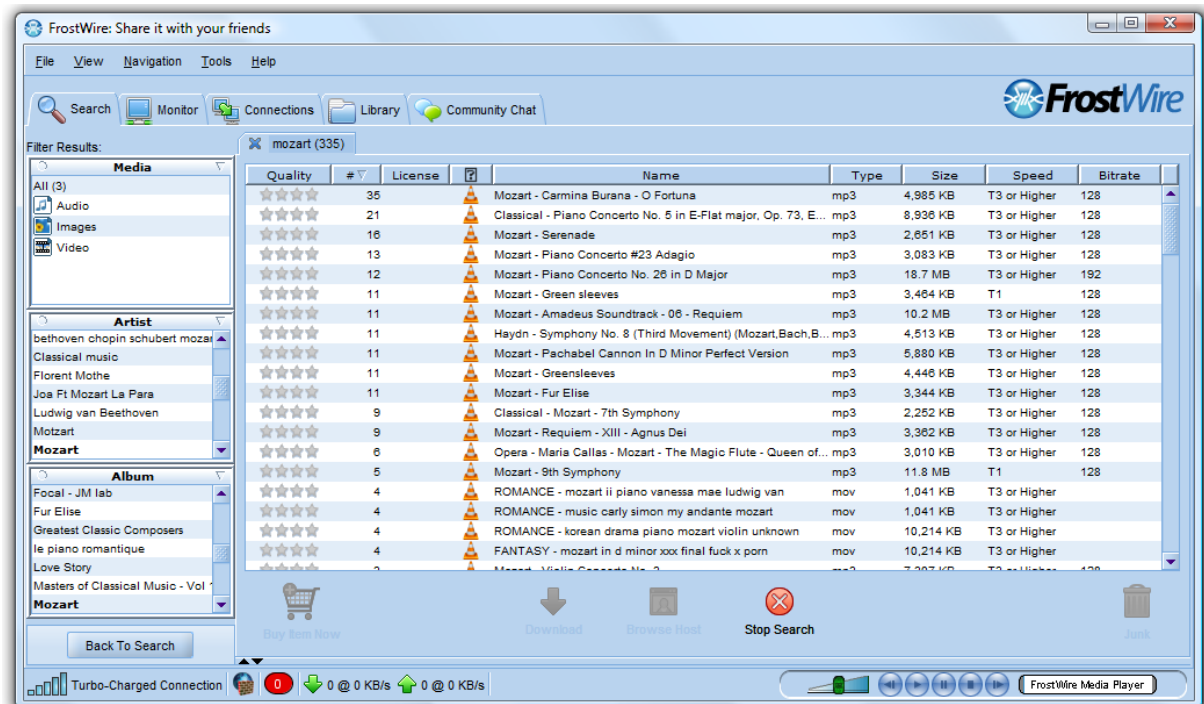 FrostWire: Share it with your friends
File View Navigation Tools Help
Search Monitor Connections Library Community Chat
FrostWire
Filter Results:
mozart (335)
Media
All (3)
Audio
Images
Video
Artist
bethoven chopin schubert mozar
Classical music
Florent Mothe
Joa Ft Mozart La Para
Ludwig van Beethoven
Motzart
Mozart
Album
Focal - JM lab
Fur Elise
Greatest Classic Composers
le piano romantique
Love Story
Masters of Classical Music - Vol
Mozart
Back To Search
Quality # License ? Name Type Size Speed Bitrate
35 Mozart - Carmina Burana - O Fortuna mp3 4,985 KB T3 or Higher 128
21 Classical - Piano Concerto No. 5 in E-Flat major, Op. 73, E... mp3 8,936 KB T3 or Higher 128
16 Mozart - Serenade mp3 2,651 KB T3 or Higher 128
13 Mozart - Piano Concerto #23 Adagio mp3 3,083 KB T3 or Higher 128
12 Mozart - Piano Concerto No. 26 in D Major mp3 18.7 MB T3 or Higher 192
11 Mozart - Green sleeves mp3 3,464 KB T1 128
11 Mozart - Amadeus Soundtrack - 06 - Requiem mp3 10.2 MB T3 or Higher 128
11 Haydn - Symphony No. 8 (Third Movement) (Mozart,Bach,B... mp3 4,513 KB T3 or Higher 128
11 Mozart - Pachabel Cannon In D Minor Perfect Version mp3 5,880 KB T3 or Higher 128
11 Mozart - Greensleeves mp3 4,446 KB T3 or Higher 128
11 Mozart - Fur Elise mp3 3,344 KB T3 or Higher 128
9 Classical - Mozart - 7th Symphony mp3 2,252 KB T3 or Higher 128
9 Mozart - Requiem - XIII - Agnus Dei mp3 3,362 KB T3 or Higher 128
6 Opera - Maria Callas - Mozart - The Magic Flute - Queen of... mp3 3,010 KB T3 or Higher 128
5 Mozart - 9th Symphony mp3 11.8 MB T1 128
4 ROMANCE - mozart ii piano vanessa mae ludwig van mov 1,041 KB T3 or Higher
4 ROMANCE - music carly simon my andante mozart mov 1,041 KB T3 or Higher
4 ROMANCE - korean drama piano mozart violin unknown mov 10,214 KB T3 or Higher
4 FANTASY - mozart in d minor xxx final fuck x porn mov 10,214 KB T3 or Higher
Mozart - Violin Concerto No. 3
Buy Item Now Download Browse Host Stop Search Junk
Turbo-Charged Connection 0 0 @ 0 KB/s 0 @ 0 KB/s FrostWire Media Player